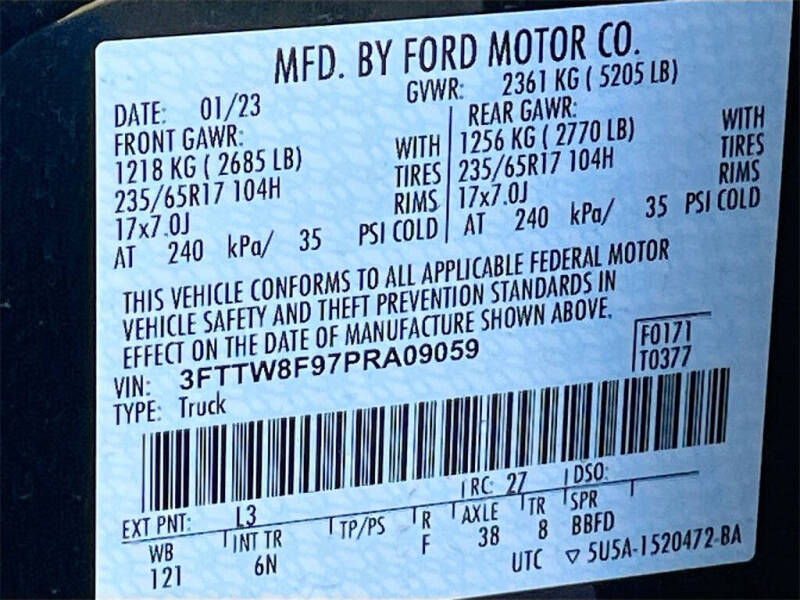 MFD. BY FORD MOTOR CO.
DATE: 01/23 GVWR: 2361 KG ( 5205 LB)
FRONT GAWR: REAR GAWR:
1218 KG ( 2685 LB) WITH 1256 KG ( 2770 LB) WITH
235/65R17 104H TIRES 235/65R17 104H TIRES
17x7.0J RIMS 17x7.0J RIMS
AT 240 kPa/ 35 PSI COLD AT 240 kPa/ 35 PSI COLD
THIS VEHICLE CONFORMS TO ALL APPLICABLE FEDERAL MOTOR
VEHICLE SAFETY AND THEFT PREVENTION STANDARDS IN
EFFECT ON THE DATE OF MANUFACTURE SHOWN ABOVE.
VIN: 3FTTW8F97PRA09059 F0171
TYPE: Truck T0377
EXT PNT: L3 RC: 27 DSO:
WB INT TR TP/PS R AXLE TR SPR
121 6N F 38 8 BBFD
UTC ▽ 5U5A-1520472-BA